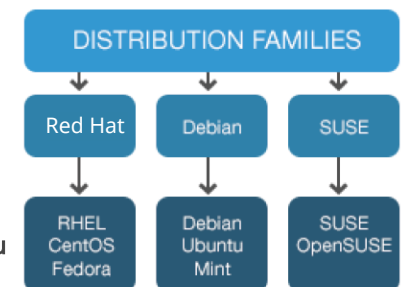 DISTRIBUTION FAMILIES
Red Hat
Debian
SUSE
RHEL
CentOS
Fedora
Debian
Ubuntu
Mint
SUSE
OpenSUSE
u